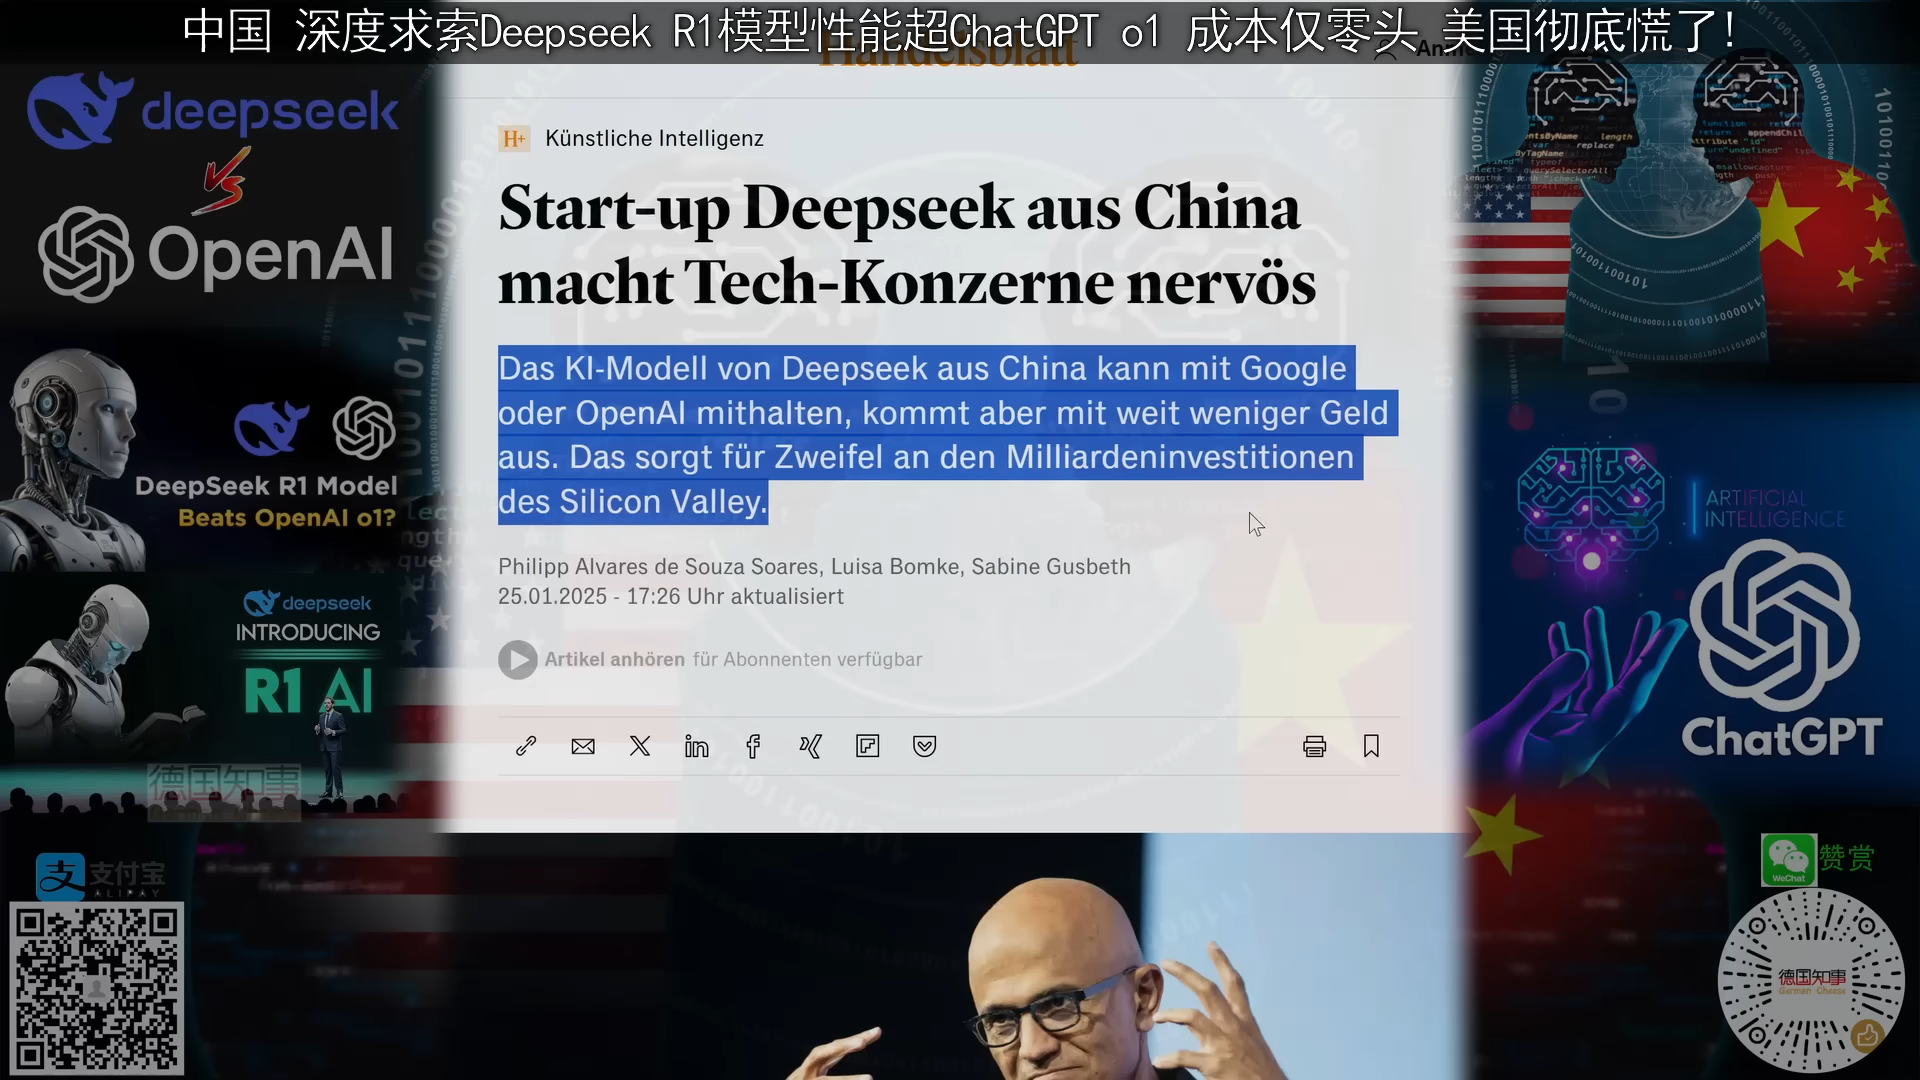 中国 深度求索Deepseek R1模型性能超ChatGPT o1 成本仅零头 美国彻底慌了!
Handelsblatt
deepseek
VS
OpenAI
DeepSeek R1 Model
Beats OpenAI o1?
deepseek
INTRODUCING
R1 AI
德国知事
支付宝
ALIPAY
H+ Künstliche Intelligenz
Start-up Deepseek aus China
macht Tech-Konzerne nervös
Das KI-Modell von Deepseek aus China kann mit Google
oder OpenAI mithalten, kommt aber mit weit weniger Geld
aus. Das sorgt für Zweifel an den Milliardeninvestitionen
des Silicon Valley.
Philipp Alvares de Souza Soares, Luisa Bomke, Sabine Gusbeth
25.01.2025 - 17:26 Uhr aktualisiert
Artikel anhören für Abonnenten verfügbar
ARTIFICIAL
INTELLIGENCE
ChatGPT
WeChat
赞赏
德国知事
German Cheese